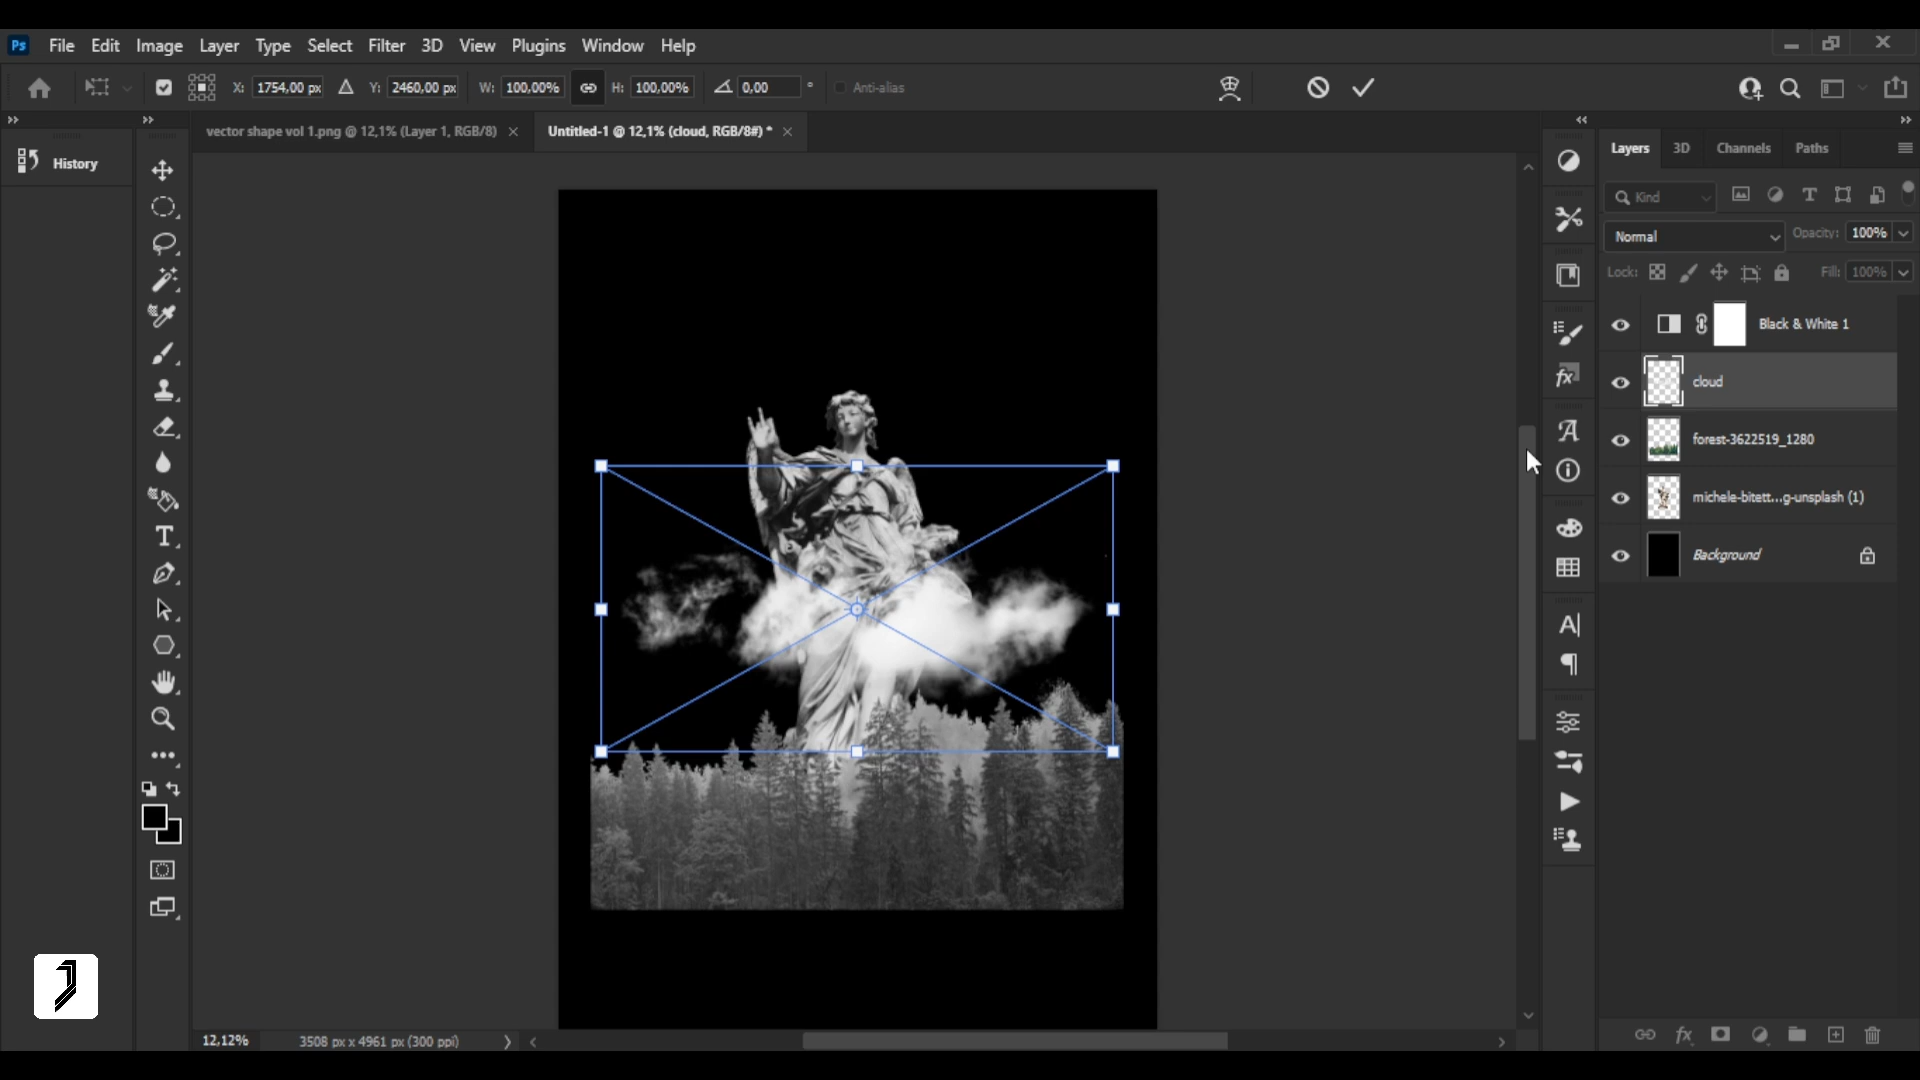 Ps File Edit Image Layer Type Select Filter 3D View Plugins Window Help
X: 1754,00 px Y: 2460,00 px W: 100,00% H: 100,00% 0,00 ° Anti-alias
vector shape vol 1.png @ 12,1% (Layer 1, RGB/8) × Untitled-1 @ 12,1% (cloud, RGB/8#) * ×
History
Layers 3D Channels Paths
Kind
Normal Opacity: 100%
Lock: Fill: 100%
Black & White 1
cloud
forest-3622519_1280
michele-bitett...g-unsplash (1)
Background
12,12% 3508 px x 4961 px (300 ppi)